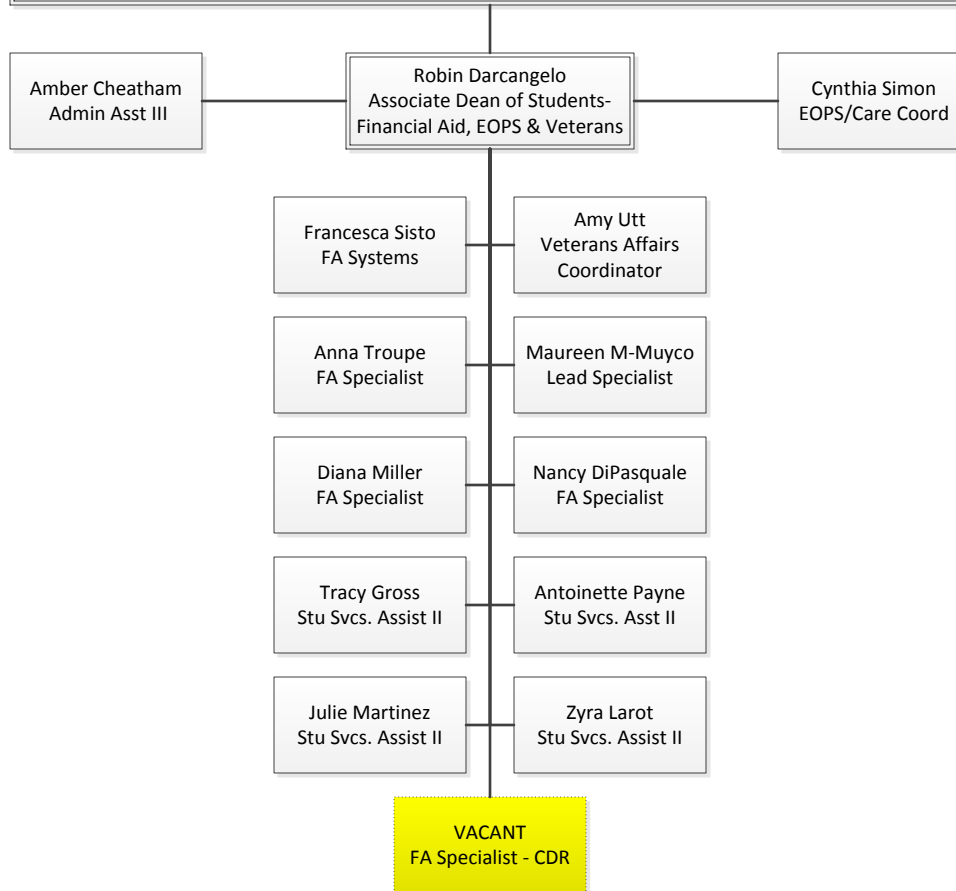 Amber Cheatham
Admin Asst III
Robin Darcangelo
Associate Dean of Students-
Financial Aid, EOPS & Veterans
Cynthia Simon
EOPS/Care Coord
Francesca Sisto
FA Systems
Amy Utt
Veterans Affairs
Coordinator
Anna Troupe
FA Specialist
Maureen M-Muyco
Lead Specialist
Diana Miller
FA Specialist
Nancy DiPasquale
FA Specialist
Tracy Gross
Stu Svcs. Assist II
Antoinette Payne
Stu Svcs. Asst II
Julie Martinez
Stu Svcs. Assist II
Zyra Larot
Stu Svcs. Assist II
VACANT
FA Specialist - CDR